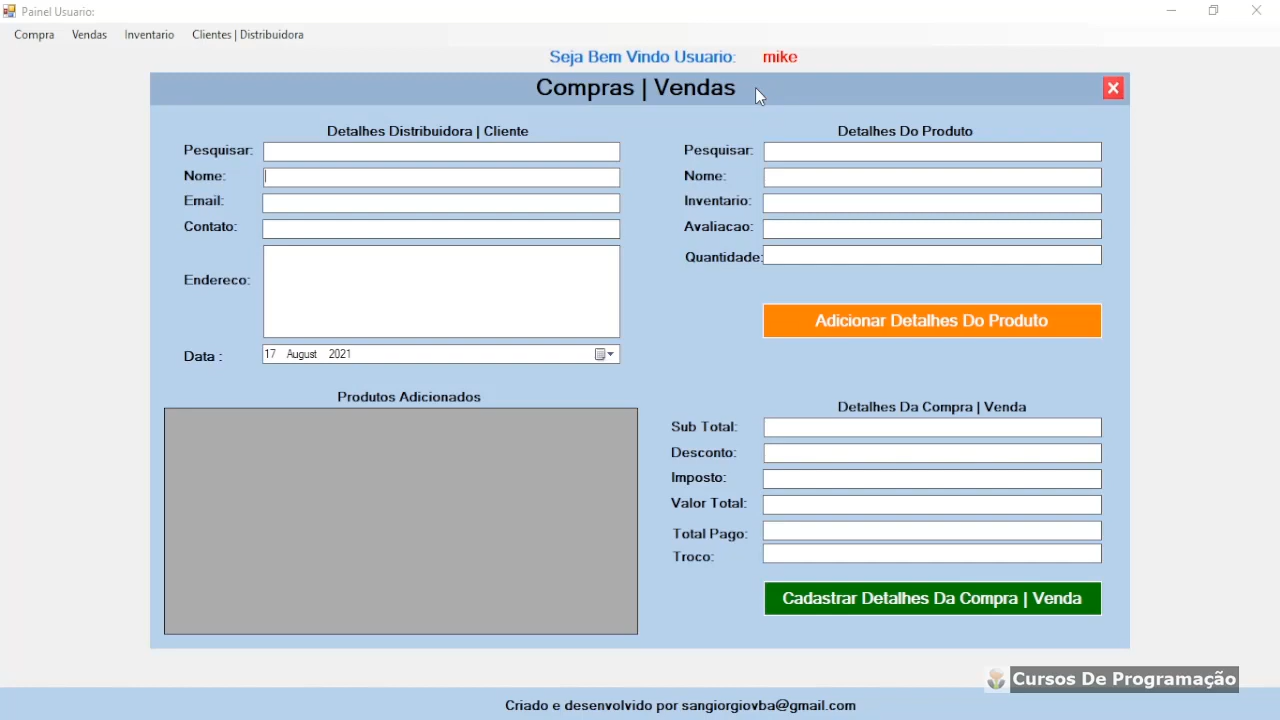 Painel Usuario:
Compra Vendas Inventario Clientes | Distribuidora
Seja Bem Vindo Usuario: mike
Compras | Vendas
Detalhes Distribuidora | Cliente
Pesquisar:
Nome:
Email:
Contato:
Endereco:
Data : 17 August 2021
Detalhes Do Produto
Pesquisar:
Nome:
Inventario:
Avaliacao:
Quantidade:
Adicionar Detalhes Do Produto
Produtos Adicionados
Detalhes Da Compra | Venda
Sub Total:
Desconto:
Imposto:
Valor Total:
Total Pago:
Troco:
Cadastrar Detalhes Da Compra | Venda
Cursos De Programação
Criado e desenvolvido por sangiorgiovba@gmail.com